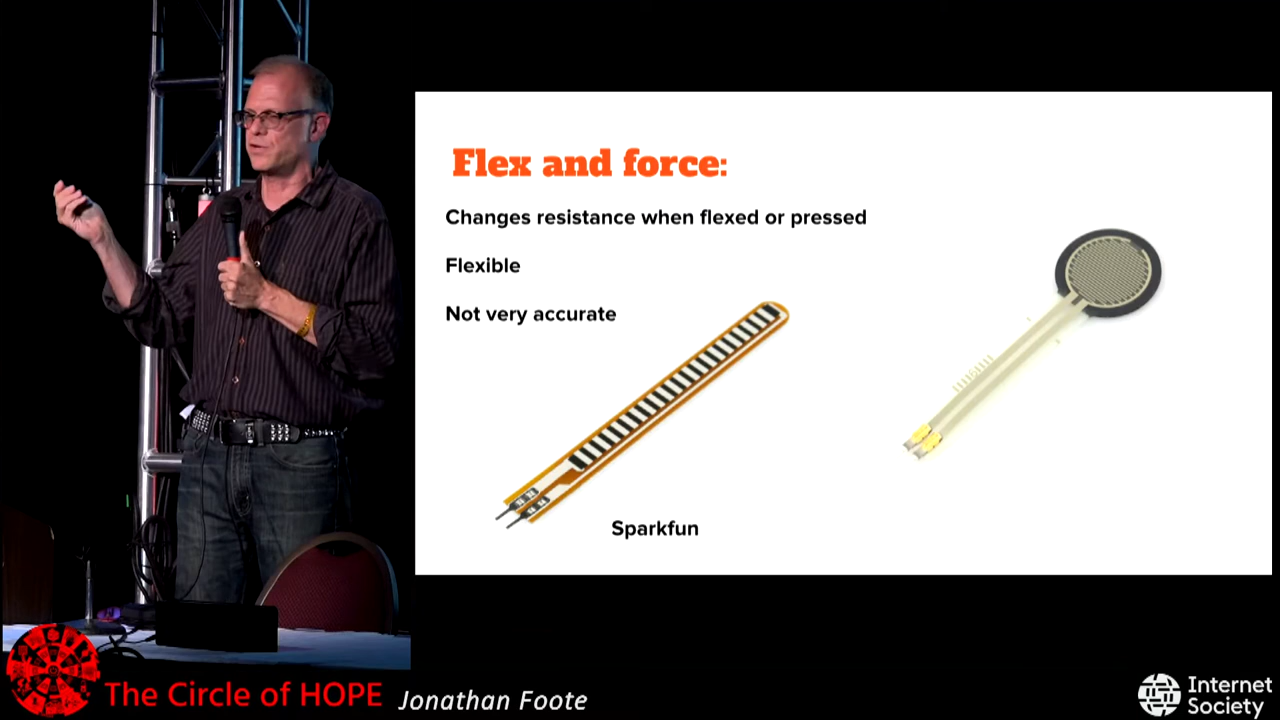 Flex and force:
Changes resistance when flexed or pressed
Flexible
Not very accurate
Sparkfun
The Circle of HOPE
Jonathan Foote
Internet
Society